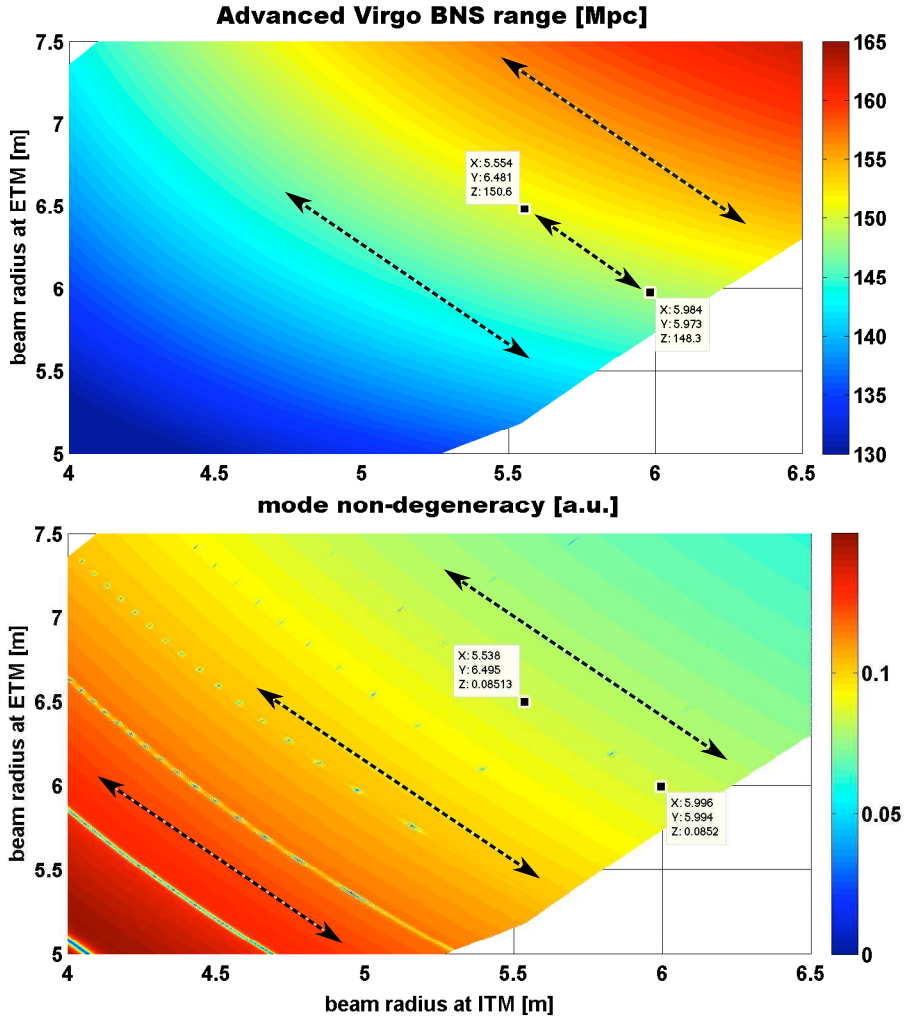 Advanced Virgo BNS range [Mpc]
7.5
7
6.5
6
5.5
5
beam radius at ETM [m]
X: 5.554
Y: 6.481
Z: 150.6
X: 5.984
Y: 5.973
Z: 148.3
165
160
155
150
145
140
135
130
4 4.5 5 5.5 6 6.5
mode non-degeneracy [a.u.]
7.5
7
6.5
6
5.5
5
beam radius at ETM [m]
X: 5.538
Y: 6.495
Z: 0.08513
X: 5.996
Y: 5.994
Z: 0.0852
0.1
0.05
0
4 4.5 5 5.5 6 6.5
beam radius at ITM [m]